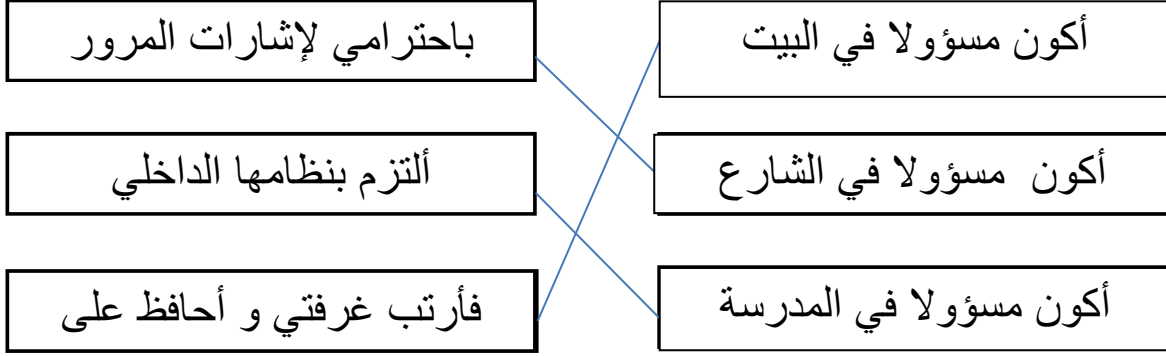 أكون مسؤولا في البيت
باحترامي لإشارات المرور
أكون مسؤولا في الشارع
ألتزم بنظامها الداخلي
أكون مسؤولا في المدرسة
فأرتب غرفتي و أحافظ على